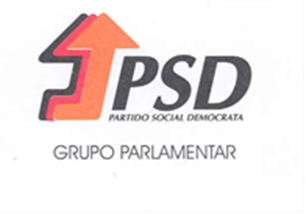 PSD
PARTIDO SOCIAL DEMOCRATA
GRUPO PARLAMENTAR